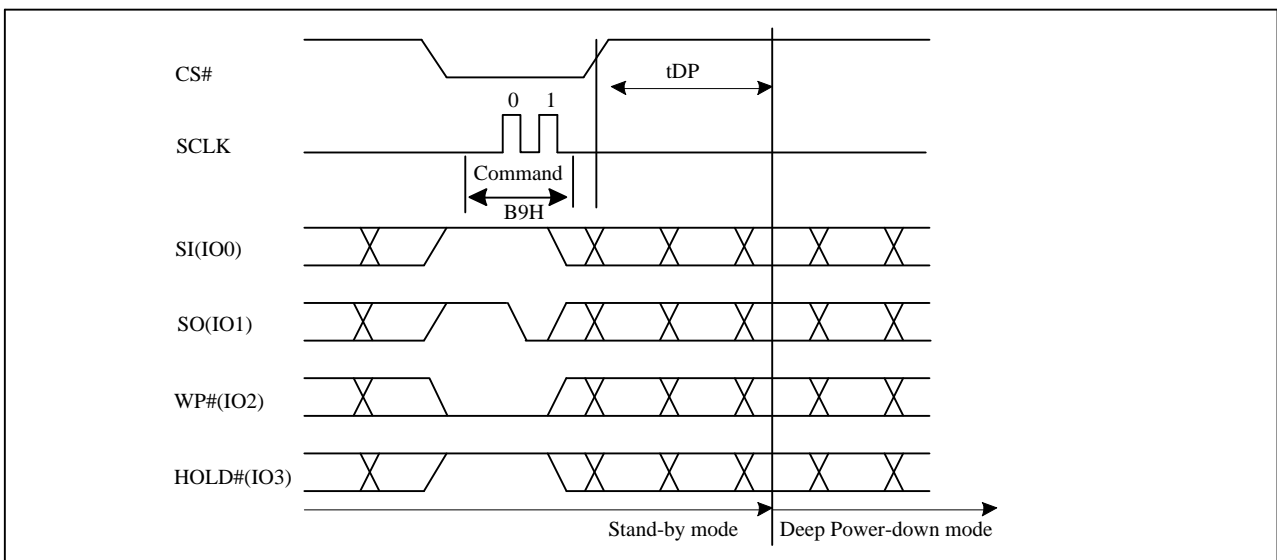 CS#
tDP
0 1
SCLK
Command
B9H
SI(IO0)
SO(IO1)
WP#(IO2)
HOLD#(IO3)
Stand-by mode
Deep Power-down mode